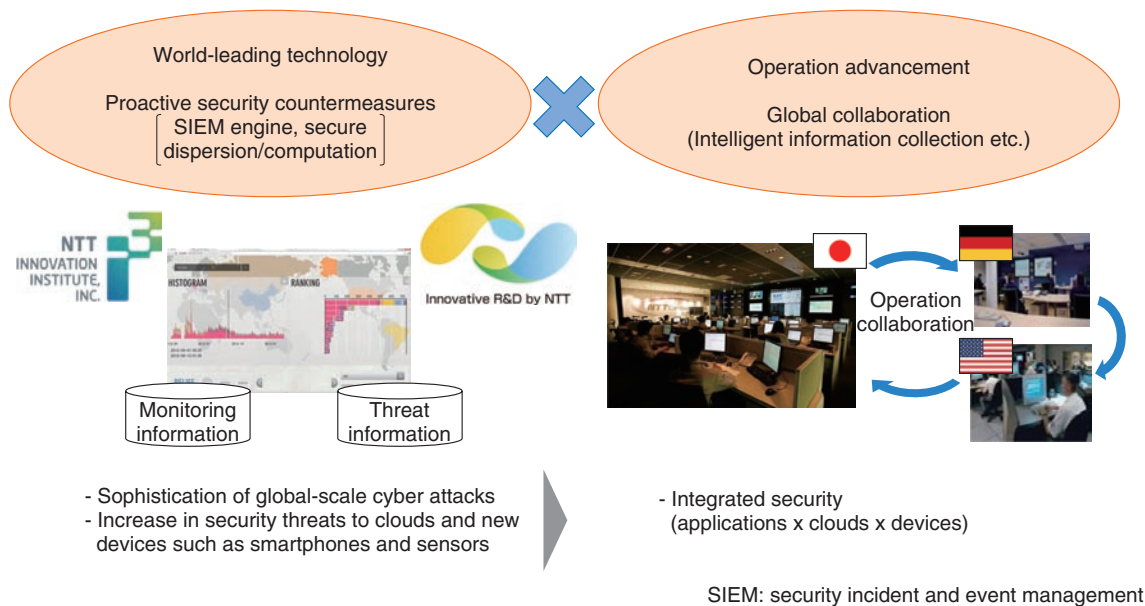 World-leading technology
Proactive security countermeasures
SIEM engine, secure
dispersion/computation
Operation advancement
Global collaboration
(Intelligent information collection etc.)
NTT
INNOVATION
INSTITUTE,
INC.
i3
Innovative R&D by NTT
HISTOGRAM
RANKING
Monitoring
information
Threat
information
NTT
Operation
collaboration
- Sophistication of global-scale cyber attacks
- Increase in security threats to clouds and new
devices such as smartphones and sensors
- Integrated security
(applications x clouds x devices)
SIEM: security incident and event management